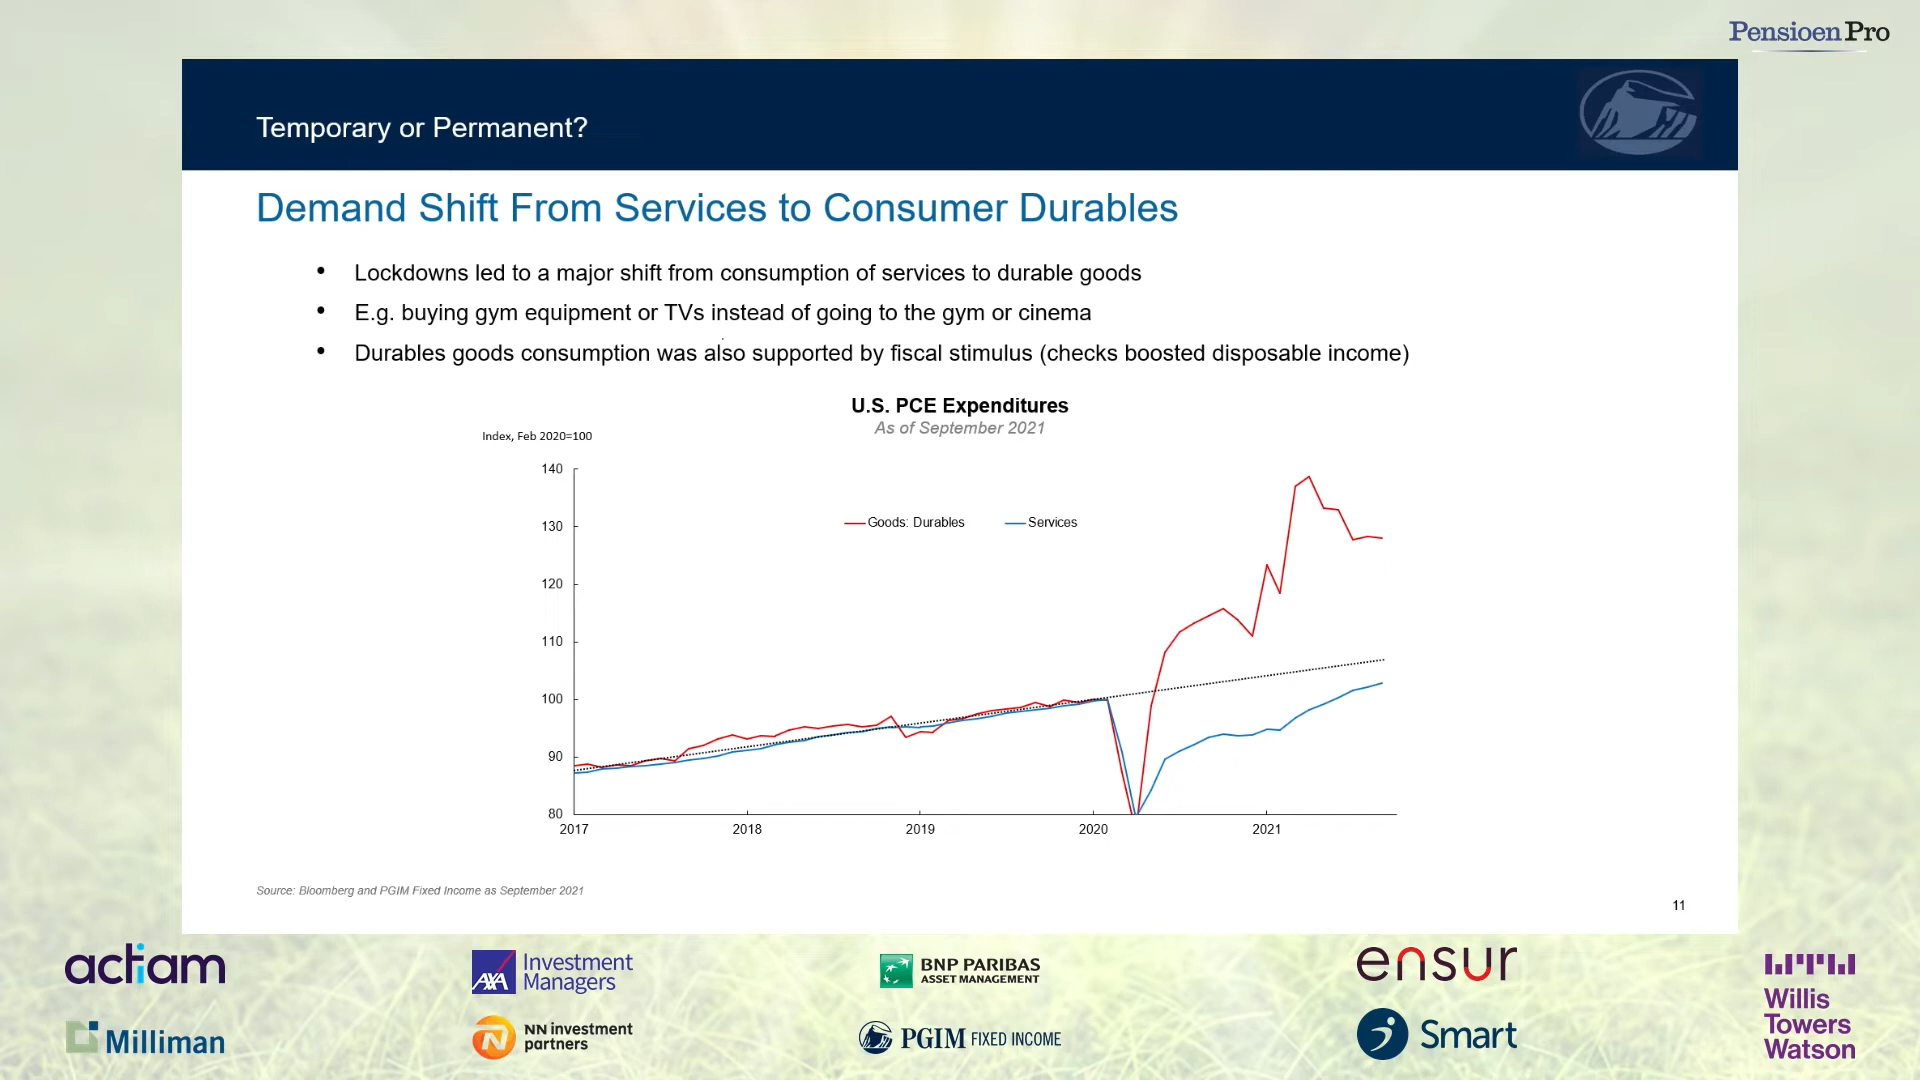 Pensioen Pro
Temporary or Permanent?
Demand Shift From Services to Consumer Durables
• Lockdowns led to a major shift from consumption of services to durable goods
• E.g. buying gym equipment or TVs instead of going to the gym or cinema
• Durables goods consumption was also supported by fiscal stimulus (checks boosted disposable income)
U.S. PCE Expenditures
As of September 2021
Index, Feb 2020=100
140
130
120
110
100
90
80
Goods: Durables
Services
2017
2018
2019
2020
2021
Source: Bloomberg and PGIM Fixed Income as September 2021
11
actiam
AXA Investment
Managers
BNP PARIBAS
ASSET MANAGEMENT
ensur
WTW
Willis
Towers
Watson
Milliman
NN investment
partners
PGIM FIXED INCOME
Smart